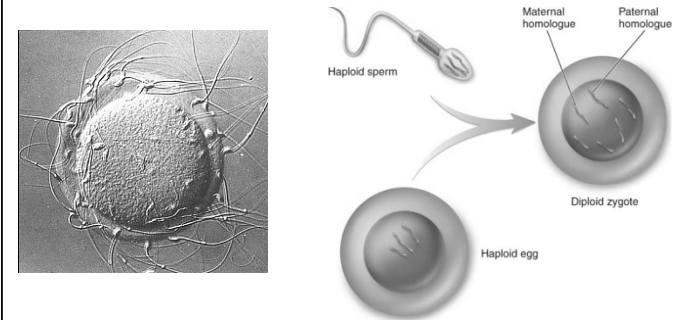 Maternal
homologue
Paternal
homologue
Haploid sperm
Diploid zygote
Haploid egg